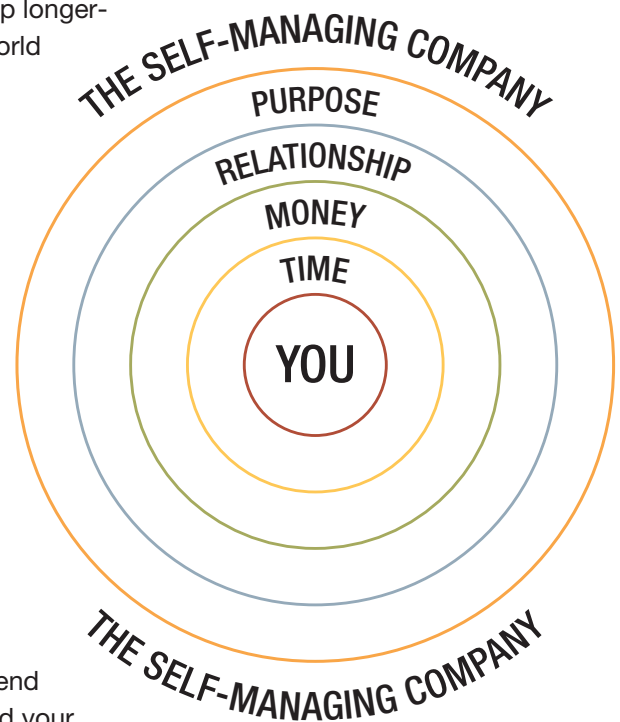 p longer-
orld
THE SELF-MANAGING COMPANY
PURPOSE
RELATIONSHIP
MONEY
TIME
YOU
THE SELF-MANAGING COMPANY
end
d your